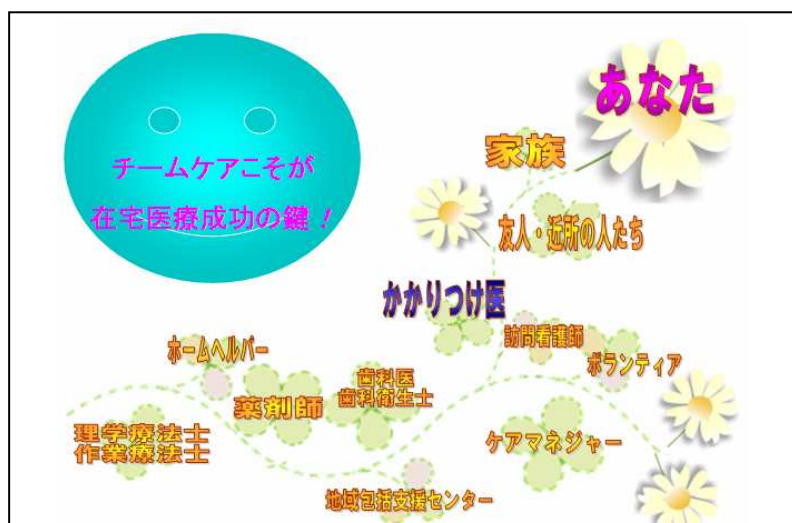 チームケアこそが
在宅医療成功の鍵！
あなた
家族
友人・近所の人たち
かかりつけ医
訪問看護師
ボランティア
ホームヘルパー
薬剤師
歯科医
歯科衛生士
理学療法士
作業療法士
ケアマネジャー
地域包括支援センター